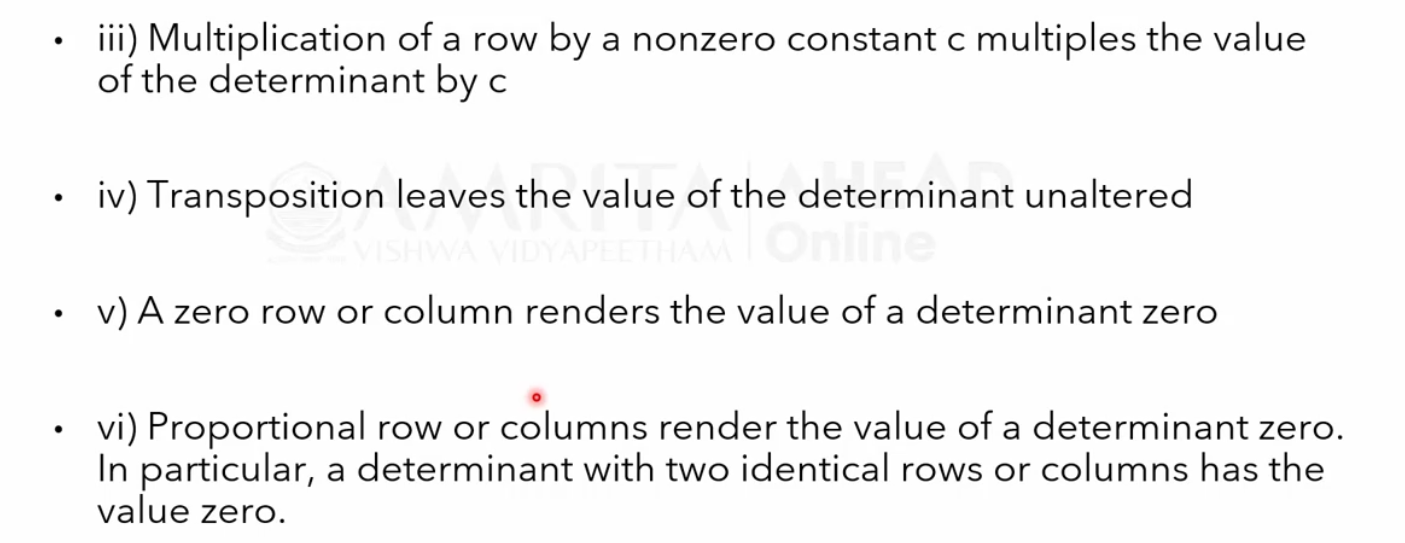 • iii) Multiplication of a row by a nonzero constant c multiples the value
of the determinant by c
• iv) Transposition leaves the value of the determinant unaltered
AMRITA AHEAD
VISHWA VIDYAPEETHAM Online
• v) A zero row or column renders the value of a determinant zero
• vi) Proportional row or columns render the value of a determinant zero.
In particular, a determinant with two identical rows or columns has the
value zero.